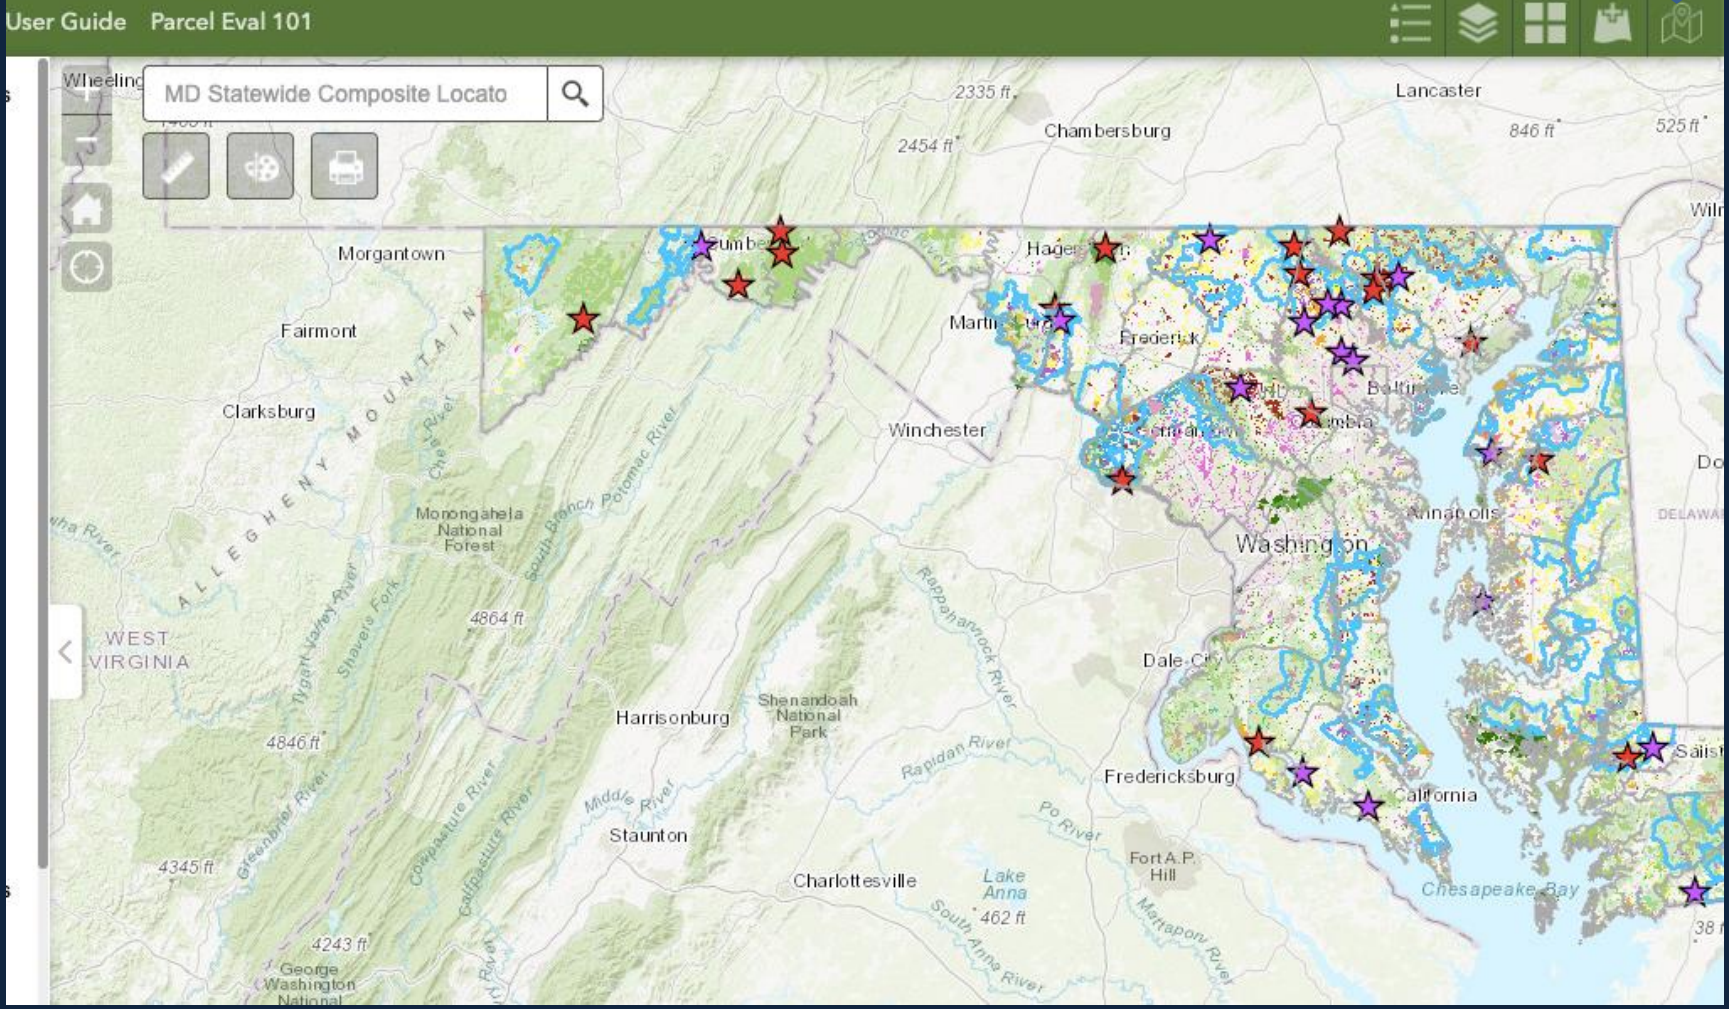 User Guide Parcel Eval 101
MD Statewide Composite Locato
Wheeling
2335 ft
Lancaster
846 ft
525 ft
Chambersburg
2454 ft
Morgantown
Fairmont
Clarksburg
ALLEGHENY MOUNTAIN
Cheat River
Frederick
Winchester
Baltimore
Annapolis
DELAWA
Washington
Monongahela
National
Forest
South Branch Potomac River
Tygart Valley River
Shavers Fork
4864 ft
WEST
VIRGINIA
Rappahannock River
Dale City
Shenandoah
National
Park
Harrisonburg
4846 ft
Rapidan River
Middle River
Fredericksburg
California
Greenbrier River
Cowpasture River
Calfpasture River
Staunton
Po River
4345 ft
Charlottesville
Lake
Anna
462 ft
Fort A.P.
Hill
Chesapeake Bay
South Anna River
Mattaponi River
4243 ft
George
Washington
National
38 f